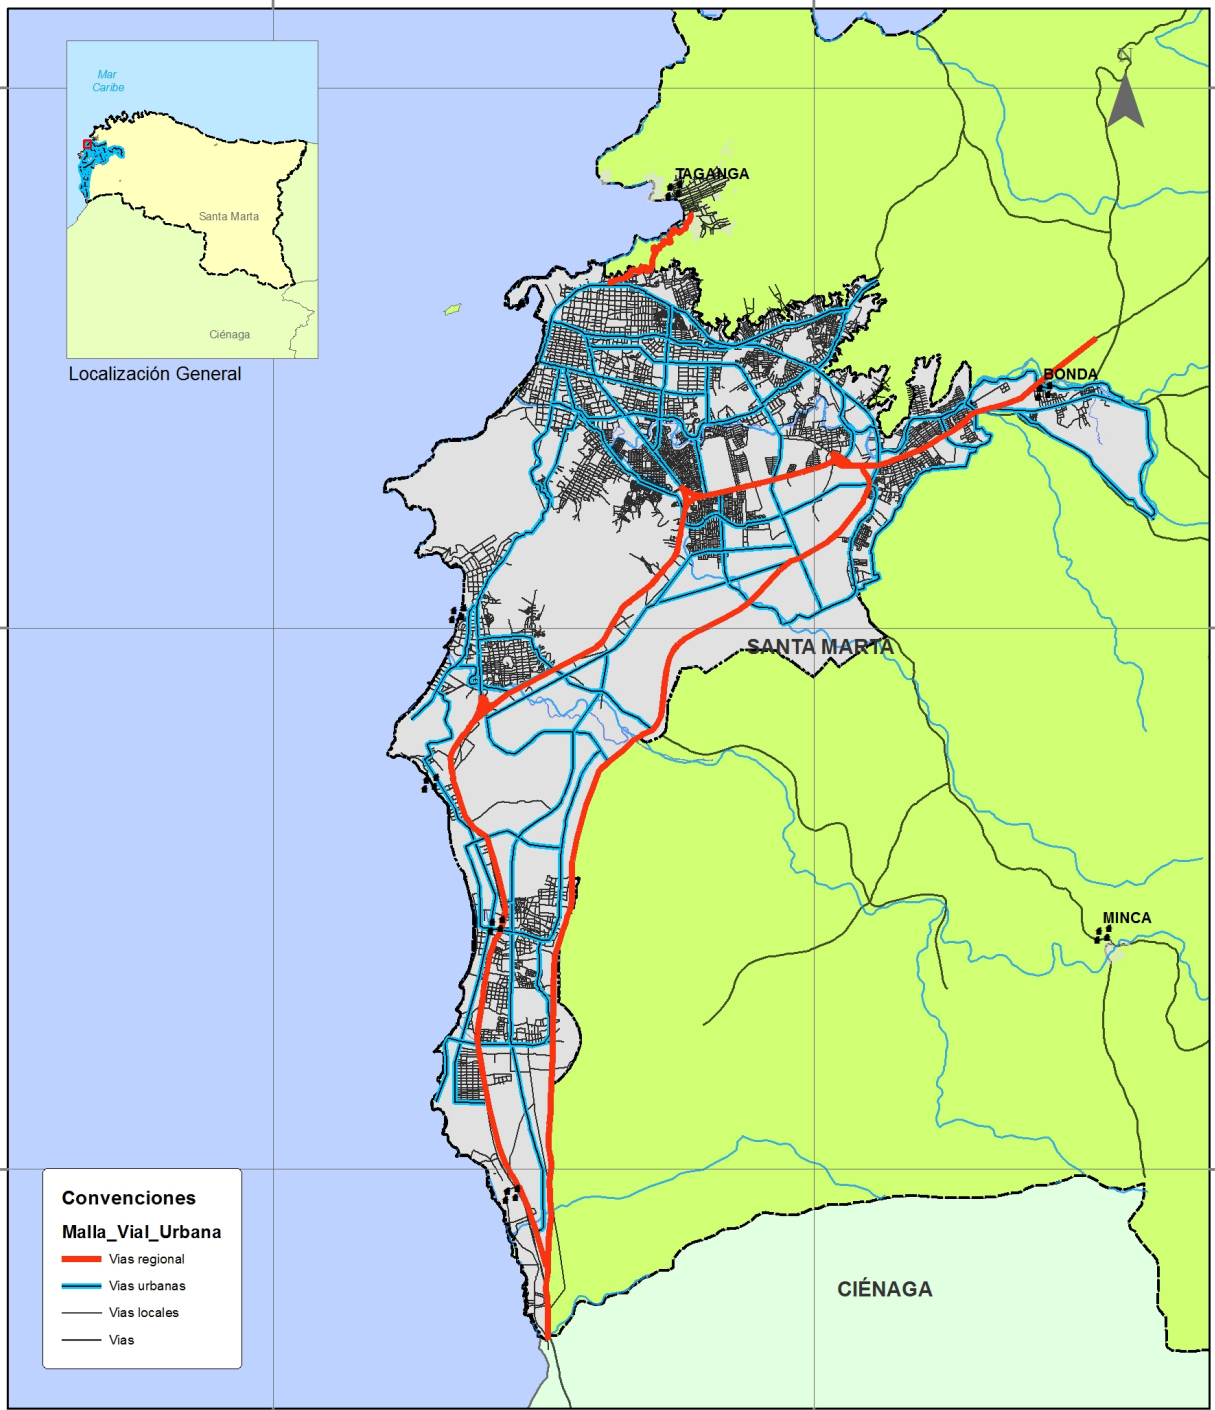 Mar
Caribe
Santa Marta
Ciénaga
Localización General
N
TAGANGA
BONDA
SANTA MARTA
MINCA
CIÉNAGA
Convenciones
Malla_Vial_Urbana
Vias regional
Vias urbanas
Vias locales
Vias